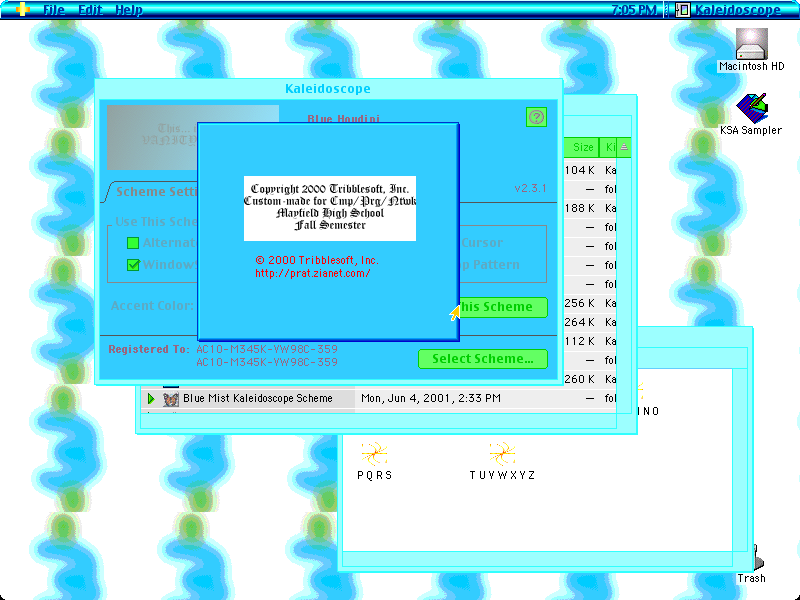 File Edit Help
7:05 PM
Kaleidoscope
Macintosh HD
KSA Sampler
Kaleidoscope
This...
VANITY
Blue Houdini
v2.3.1
Scheme Setti
Use This Sche
Alternat
Window
Cursor
p Pattern
Accent Color:
his Scheme
Registered To: AC10-M345K-YW98C-359
AC10-M345K-YW98C-359
Select Scheme...
Copyright 2000 Tribblesoft, Inc.
Custom-made for Cmp/Prg/Ntwk
Mayfield High School
Fall Semester
© 2000 Tribblesoft, Inc.
http://prat.zianet.com/
Size Ki
104 K Ka
— fol
188 K Ka
— fol
— fol
— fol
— fol
256 K Ka
264 K Ka
112 K Ka
— fol
260 K Ka
Blue Mist Kaleidoscope Scheme Mon, Jun 4, 2001, 2:33 PM — fol
NO
PQRS
TUVWXYZ
Trash